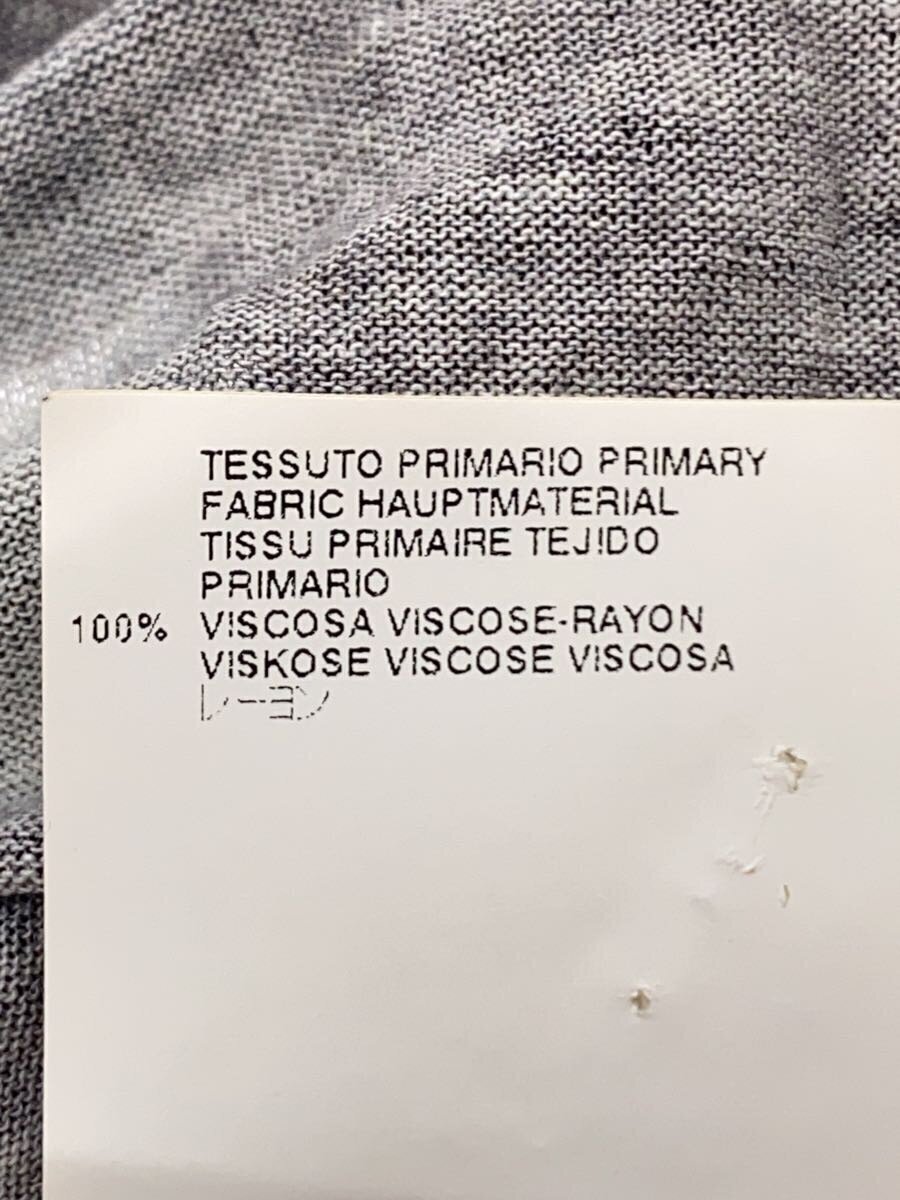 TESSUTO PRIMARIO PRIMARY
FABRIC HAUPTMATERIAL
TISSU PRIMAIRE TEJIDO
PRIMARIO
100% VISCOSA VISCOSE-RAYON
VISKOSE VISCOSE VISCOSA
レーヨン